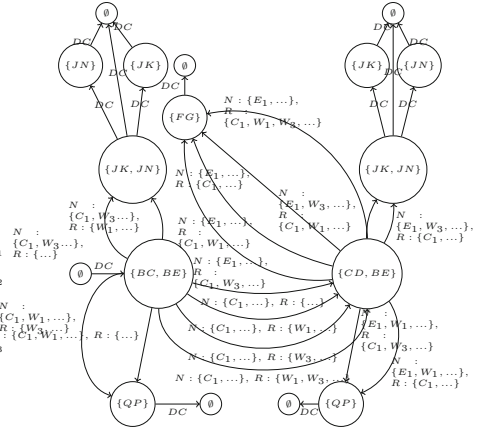 ∅
∅
DC
DC
{JN}
{JK}
{JK}
{JN}
∅
DC
DC
DC
DC
DC
DC
{FG}
N : {E₁, …},
R :
{C₁, W₁, W₃, …}
{JK, JN}
{JK, JN}
N : {E₁, …},
R : {C₁, …}
N :
{C₁, W₃…},
R : {W₁, …}
N :
{E₁, W₃, …},
R :
{C₁, W₁…}
N :
{E₁, W₃, …},
R : {C₁, …}
N : {E₁, …},
R :
{C₁, W₁…}
N :
{C₁, W₃…},
R : {…}
N : {E₁, …},
R :
{C₁, W₃, …}
∅
DC
{BC, BE}
{CD, BE}
N : {C₁, …}, R : {…}
N :
{C₁, W₁, …},
R : {W₃, …}
N :
{E₁, W₁, …},
R :
{C₁, W₃, …}
N : {C₁, …}, R : {W₁, …}
: {C₁, W₁, …}, R : {…}
N : {C₁, …}, R : {W₃, …}
N :
{E₁, W₁, …},
R : {C₁, …}
N : {C₁, …}, R : {W₁, W₃, …
{QP}
DC
∅
∅
DC
{QP}